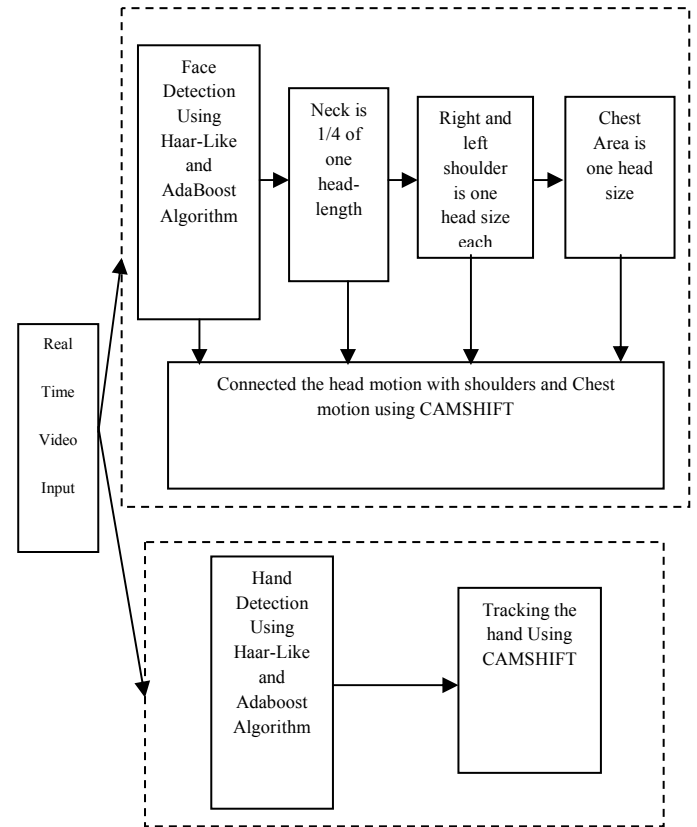 Face
Detection
Using
Haar-Like
and
AdaBoost
Algorithm
Neck is
1/4 of
one
head-
length
Right and
left
shoulder
is one
head size
each
Chest
Area is
one head
size
Real
Time
Video
Input
Connected the head motion with shoulders and Chest
motion using CAMSHIFT
Hand
Detection
Using
Haar-Like
and
Adaboost
Algorithm
Tracking the
hand Using
CAMSHIFT